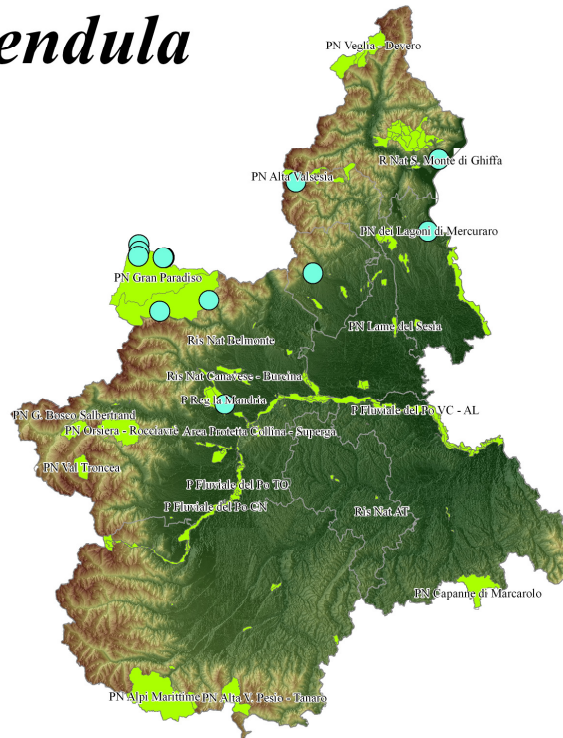 endula
PN Veglia - Devero
R Nat S. Monte di Ghiffa
PN Alta Valsesia
PN dei Lagoni di Mercuraro
PN Gran Paradiso
PN Lame del Sesia
Ris Nat Belmonte
Ris Nat Canavese - Burcina
P Reg la Mandria
P Fluviale del Po VC - AL
PN G. Bosco Salbertrand
PN Orsiera - Rocciavrè
Area Protetta Collina - Superga
PN Val Troncea
P Fluviale del Po TO
P Fluviale del Po CN
Ris Nat AT
PN Capanne di Marcarolo
PN Alpi Marittime
PN Alta V. Pesio - Tanaro